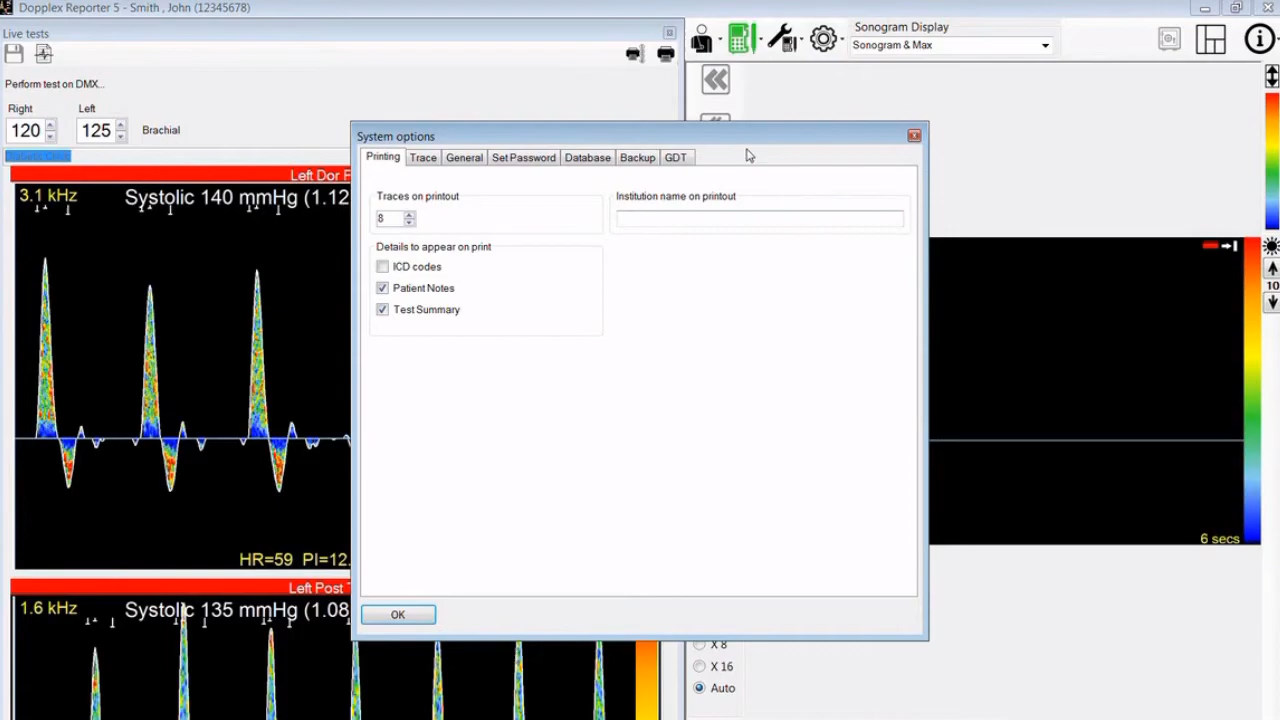 Dopplex Reporter 5 - Smith , John (12345678)
Live tests
Sonogram Display
Sonogram & Max
Perform test on DMX...
Right
Left
120
125
Brachial
System options
Printing
Trace
General
Set Password
Database
Backup
GDT
Traces on printout
8
Institution name on printout
Details to appear on print
ICD codes
Patient Notes
Test Summary
OK
Left Dor
3.1 kHz
Systolic 140 mmHg (1.12
HR=59 PI=12.
Left Post
1.6 kHz
Systolic 135 mmHg (1.08
10
6 secs
X 8
X 16
Auto